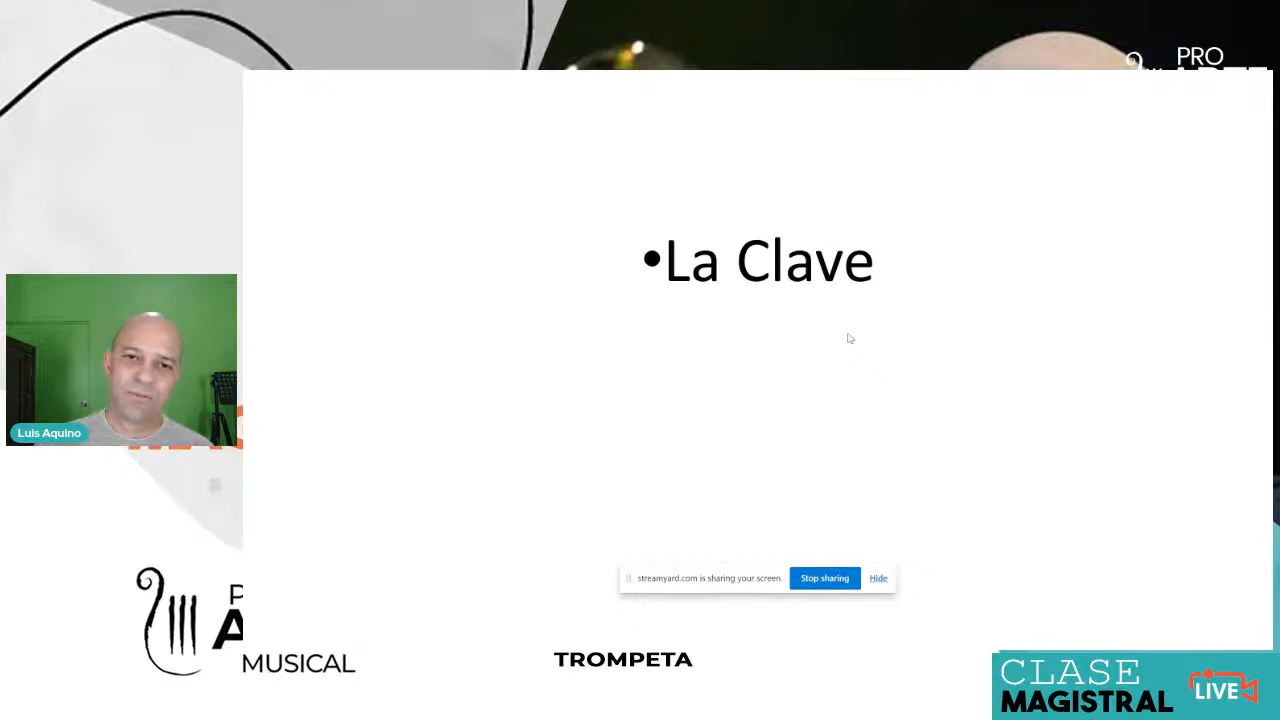 PRO
•La Clave
Luis Aquino
streamyard.com is sharing your screen.
Stop sharing
Hide
MUSICAL
TROMPETA
CLASE
MAGISTRAL
LIVE